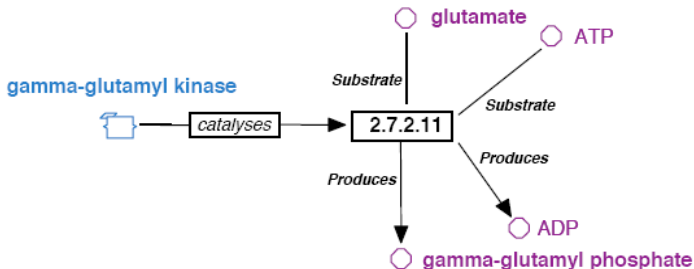 glutamate
ATP
Substrate
gamma-glutamyl kinase
Substrate
catalyses
2.7.2.11
Produces
Produces
ADP
gamma-glutamyl phosphate